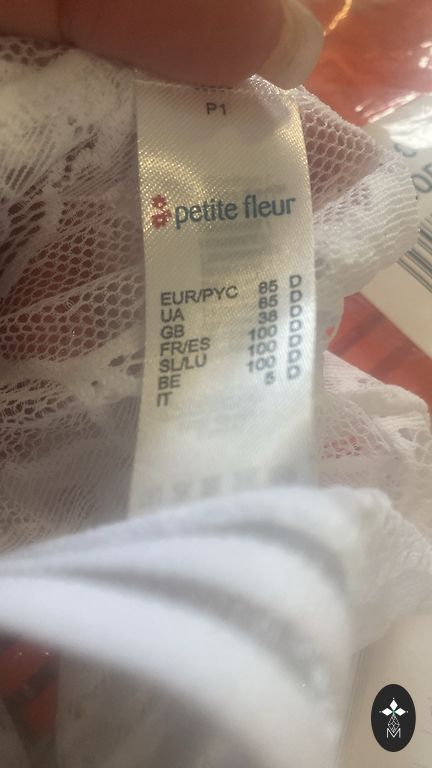 P1
petite fleur
EUR/РУС 85 D
UA 85 D
GB 38 D
FR/ES 100 D
SL/LU 100 D
BE 100 D
IT 5 D
M